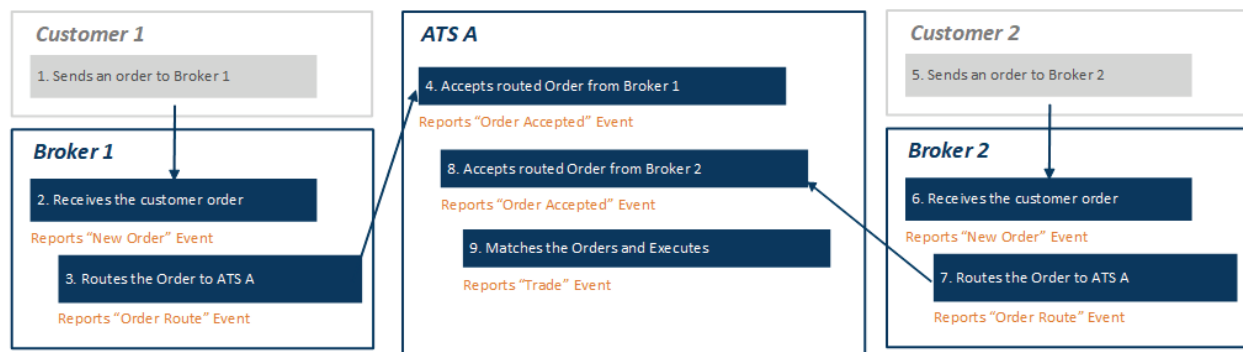 Customer 1
1. Sends an order to Broker 1
Broker 1
2. Receives the customer order
Reports “New Order” Event
3. Routes the Order to ATS A
Reports “Order Route” Event
ATS A
4. Accepts routed Order from Broker 1
Reports “Order Accepted” Event
8. Accepts routed Order from Broker 2
Reports “Order Accepted” Event
9. Matches the Orders and Executes
Reports “Trade” Event
Customer 2
5. Sends an order to Broker 2
Broker 2
6. Receives the customer order
Reports “New Order” Event
7. Routes the Order to ATS A
Reports “Order Route” Event